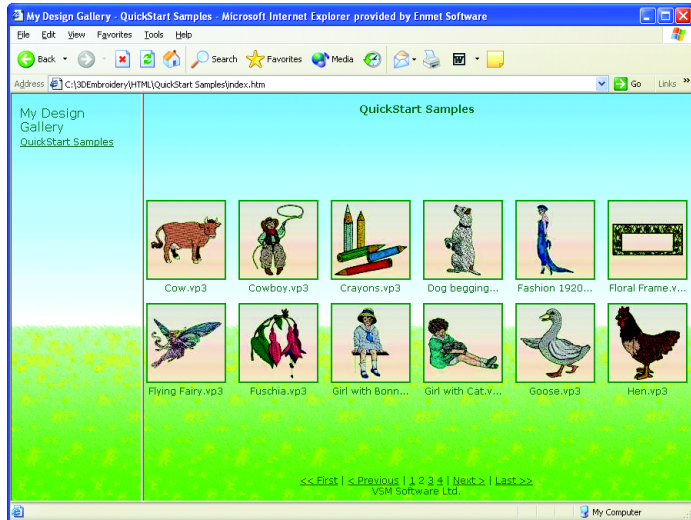 My Design Gallery - QuickStart Samples - Microsoft Internet Explorer provided by Enmet Software
File Edit View Favorites Tools Help
Back Search Favorites Media W
Address C:\3DEmbroidery\HTML\QuickStart Samples\index.htm Go Links »
My Design
Gallery
QuickStart Samples
QuickStart Samples
Cow.vp3 Cowboy.vp3 Crayons.vp3 Dog begging... Fashion 1920... Floral Frame.v...
Flying Fairy.vp3 Fuschia.vp3 Girl with Bonn... Girl with Cat.v... Goose.vp3 Hen.vp3
<< First | < Previous | 1 2 3 4 | Next > | Last >>
VSM Software Ltd.
My Computer